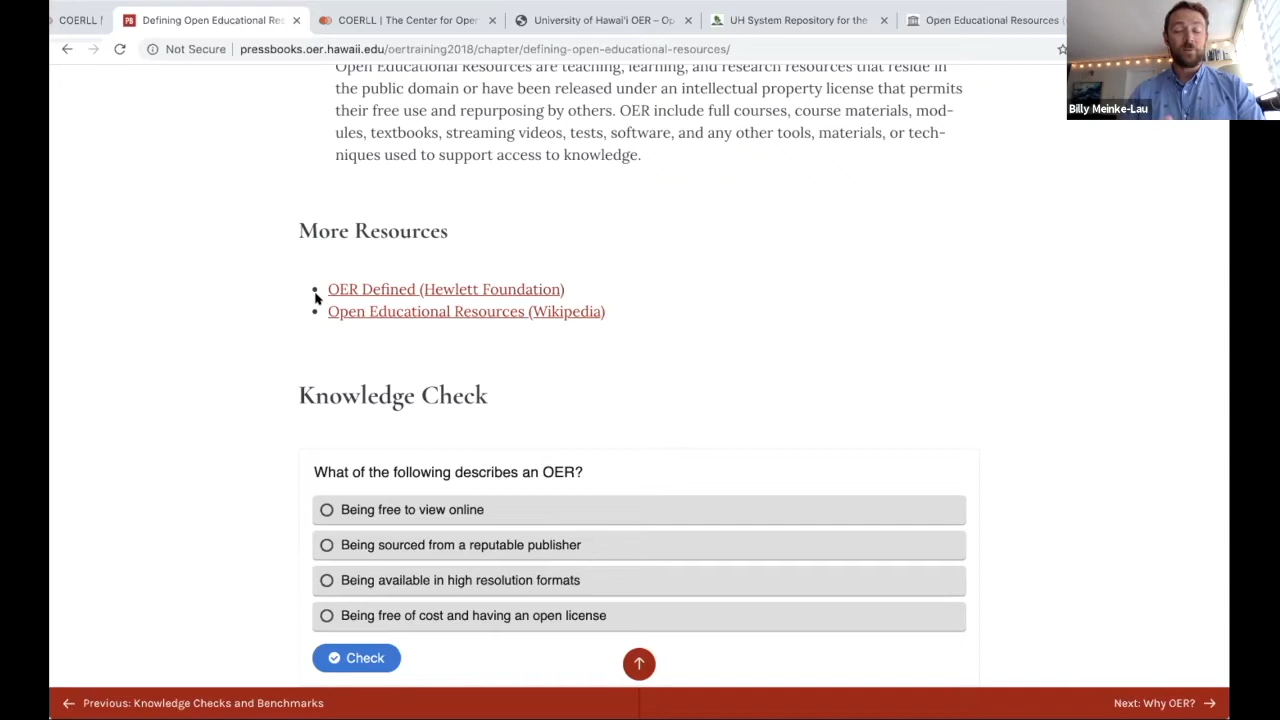 COERLL |
Defining Open Educational Res
COERLL | The Center for Oper
University of Hawai'i OER – Op
UH System Repository for the
Open Educational Resources (
Not Secure
pressbooks.oer.hawaii.edu/oertraining2018/chapter/defining-open-educational-resources/
Billy Meinke-Lau
Open Educational Resources are teaching, learning, and research resources that reside in
the public domain or have been released under an intellectual property license that permits
their free use and repurposing by others. OER include full courses, course materials, mod-
ules, textbooks, streaming videos, tests, software, and any other tools, materials, or tech-
niques used to support access to knowledge.
More Resources
OER Defined (Hewlett Foundation)
Open Educational Resources (Wikipedia)
Knowledge Check
What of the following describes an OER?
Being free to view online
Being sourced from a reputable publisher
Being available in high resolution formats
Being free of cost and having an open license
Check
Previous: Knowledge Checks and Benchmarks
Next: Why OER?